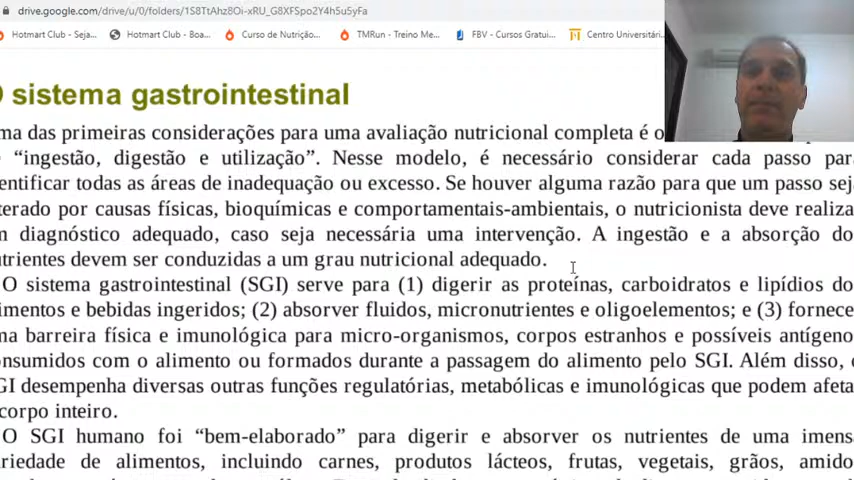 drive.google.com/drive/u/0/folders/1S8TtAhz8Oi-xRU_G8XFSpo2Y4h5u5yFa
Hotmart Club - Seja... Hotmart Club - Boa... Curso de Nutrição... TMRun - Treino Me... FBV - Cursos Gratui... Centro Universitári...
O sistema gastrointestinal
ma das primeiras considerações para uma avaliação nutricional completa é o
e “ingestão, digestão e utilização”. Nesse modelo, é necessário considerar cada passo par
entificar todas as áreas de inadequação ou excesso. Se houver alguma razão para que um passo sej
terado por causas físicas, bioquímicas e comportamentais-ambientais, o nutricionista deve realiza
m diagnóstico adequado, caso seja necessária uma intervenção. A ingestão e a absorção do
utrientes devem ser conduzidas a um grau nutricional adequado.
O sistema gastrointestinal (SGI) serve para (1) digerir as proteínas, carboidratos e lipídios do
imentos e bebidas ingeridos; (2) absorver fluidos, micronutrientes e oligoelementos; e (3) fornece
ma barreira física e imunológica para micro-organismos, corpos estranhos e possíveis antígeno
onsumidos com o alimento ou formados durante a passagem do alimento pelo SGI. Além disso, o
GI desempenha diversas outras funções regulatórias, metabólicas e imunológicas que podem afeta
corpo inteiro.
O SGI humano foi “bem-elaborado” para digerir e absorver os nutrientes de uma imens
riedade de alimentos, incluindo carnes, produtos lácteos, frutas, vegetais, grãos, amido